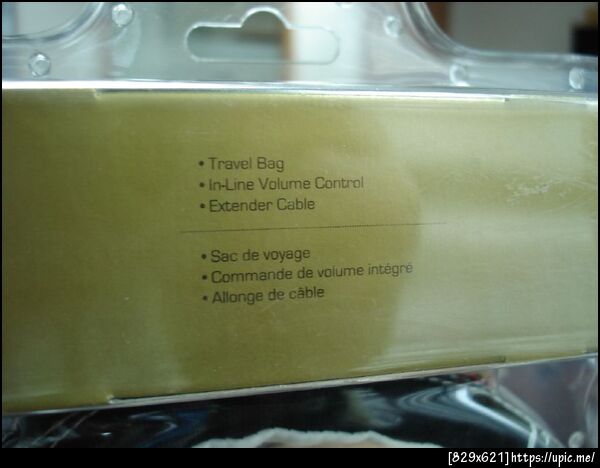 • Travel Bag
• In-Line Volume Control
• Extender Cable
• Sac de voyage
• Commande de volume intégré
• Allonge de câble
[829x621]https://upic.me/